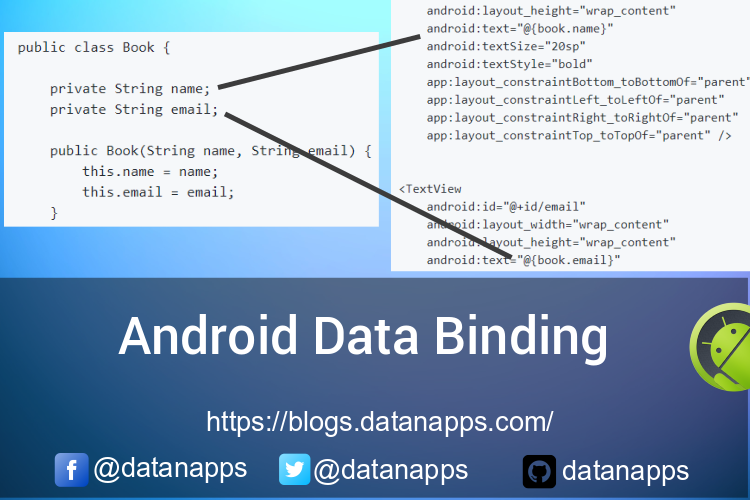 public class Book {
private String name;
private String email;
public Book(String name, String email) {
this.name = name;
this.email = email;
}
android:layout_height="wrap_content"
android:text="@{book.name}"
android:textSize="20sp"
android:textStyle="bold"
app:layout_constraintBottom_toBottomOf="parent"
app:layout_constraintLeft_toLeftOf="parent"
app:layout_constraintRight_toRightOf="parent"
app:layout_constraintTop_toTopOf="parent" />
<TextView
android:id="@+id/email"
android:layout_width="wrap_content"
android:layout_height="wrap_content"
android:text="@{book.email}"
Android Data Binding
https://blogs.datanapps.com/
f @datanapps
@datanapps
datanapps